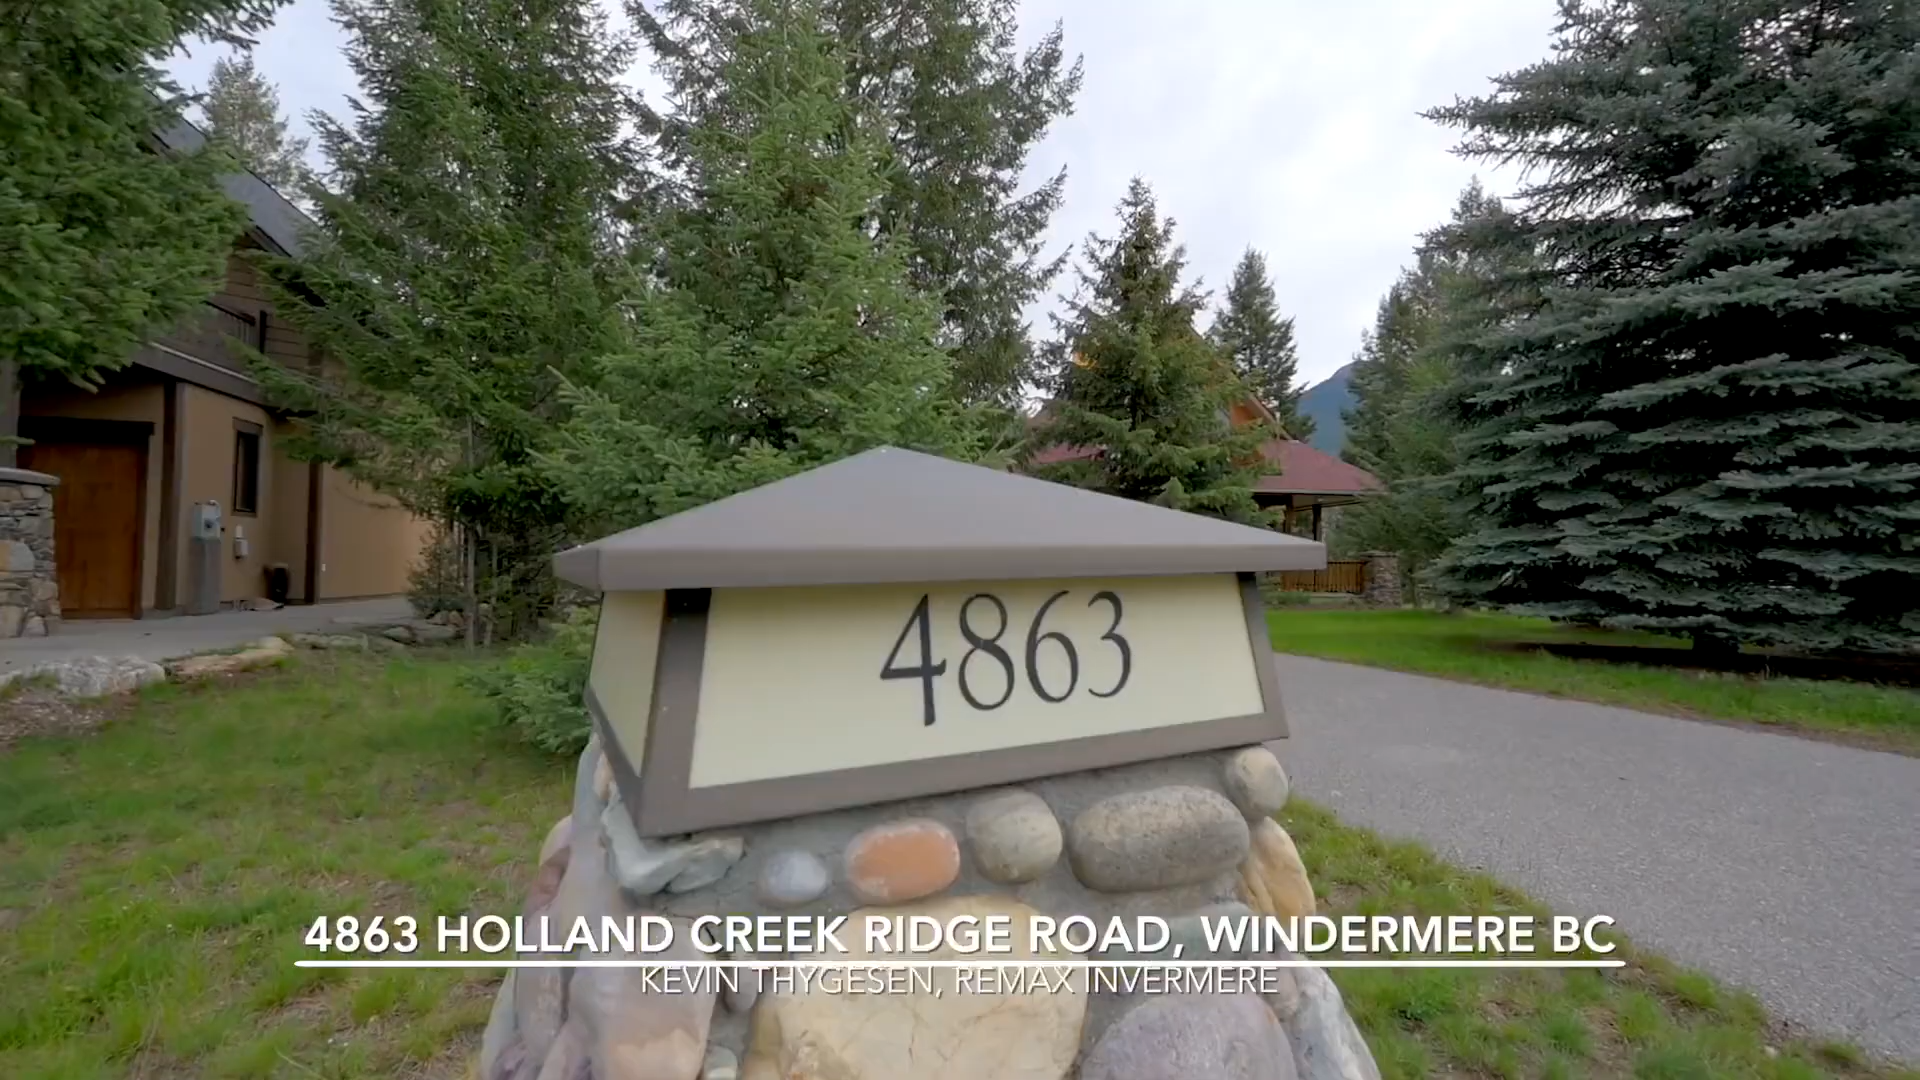 4863
4863 HOLLAND CREEK RIDGE ROAD, WINDERMERE BC
KEVIN THYGESEN, REMAX INVERMERE